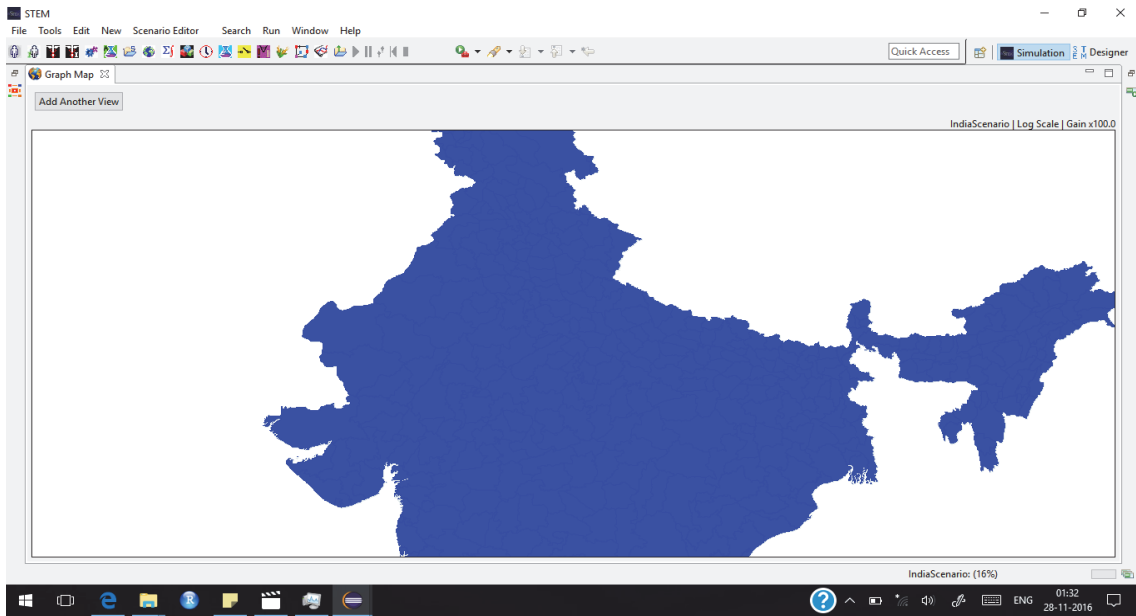 STEM
File Tools Edit New Scenario Editor Search Run Window Help
Quick Access
Simulation
Designer
Graph Map
Add Another View
IndiaScenario | Log Scale | Gain x100.0
IndiaScenario: (16%)
ENG
01:32
28-11-2016